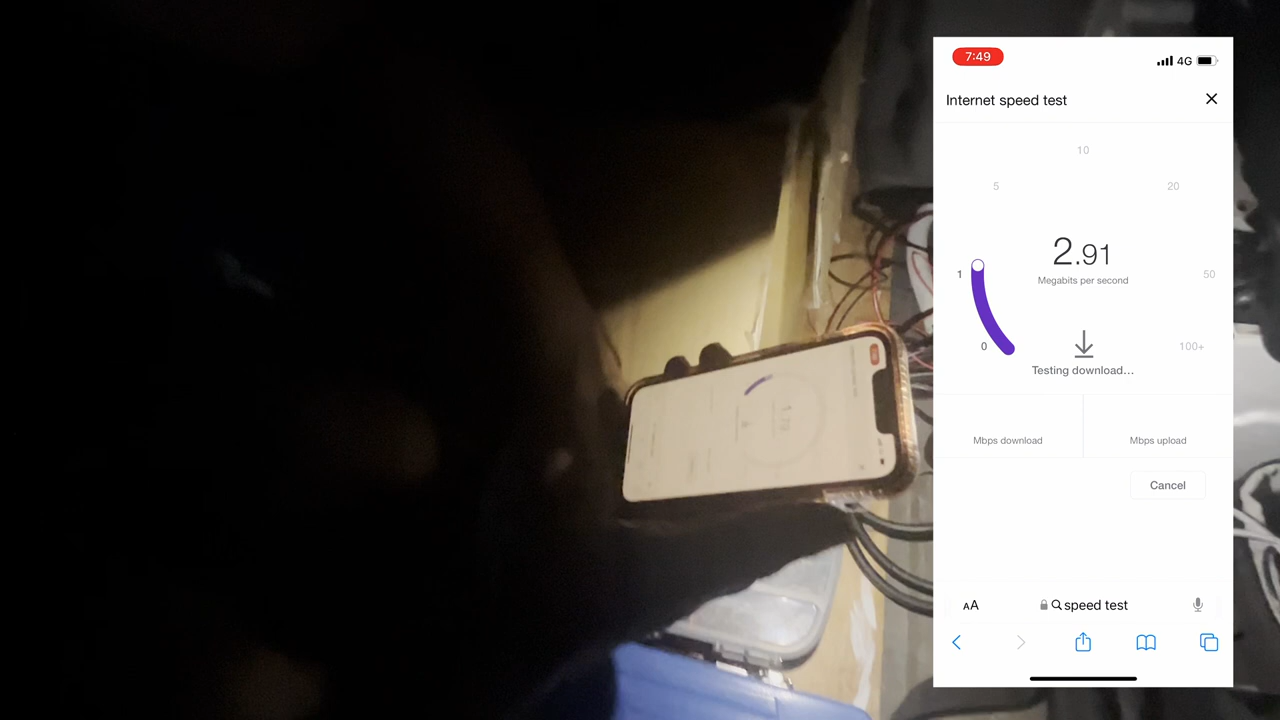 7:49
4G
Internet speed test
10
5
20
2.91
Megabits per second
1
50
0
100+
Testing download...
Mbps download
Mbps upload
Cancel
AA
speed test